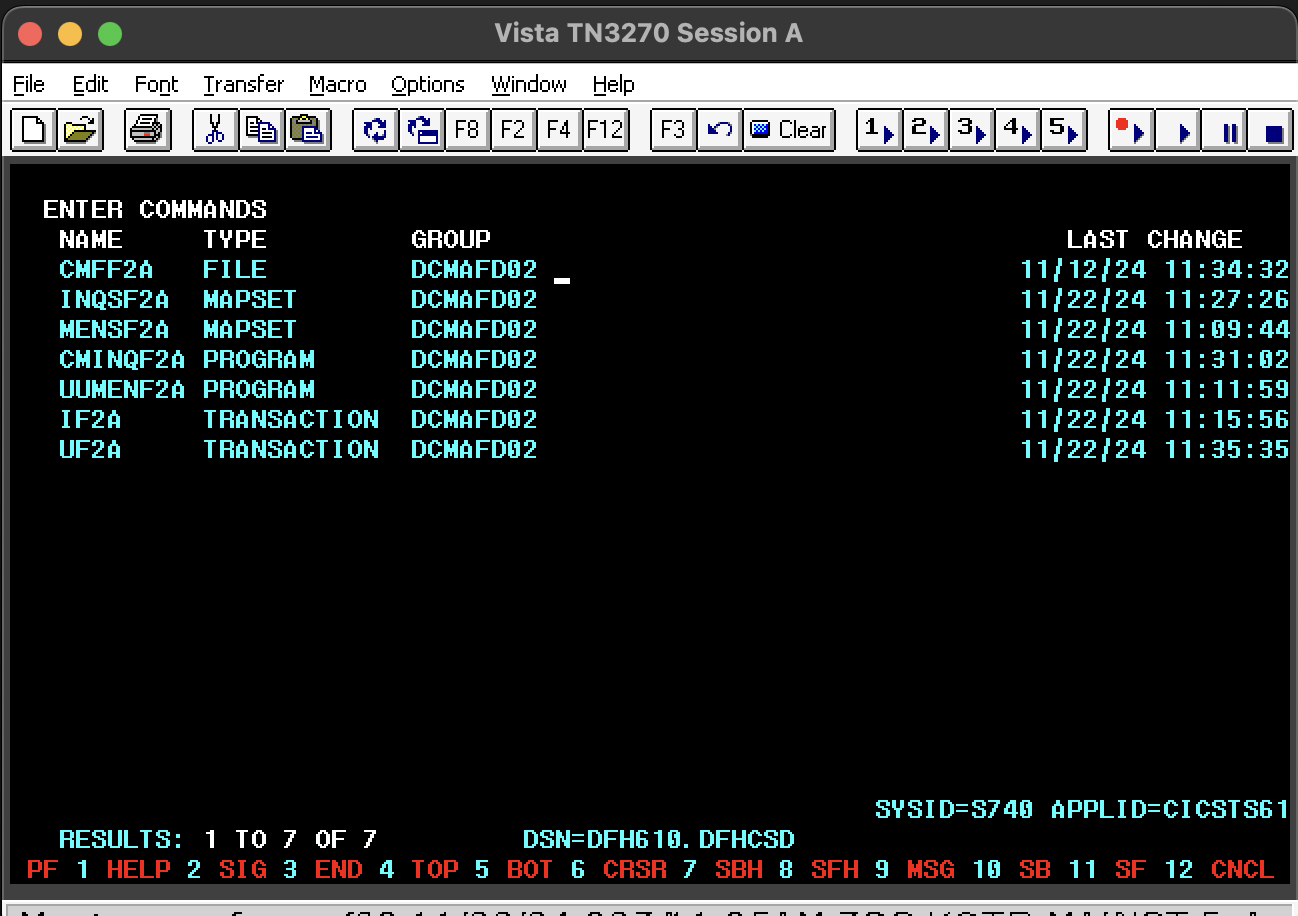 Vista TN3270 Session A
File Edit Font Transfer Macro Options Window Help
F8 F2 F4 F12 F3 Clear 1 2 3 4 5
ENTER COMMANDS
NAME TYPE GROUP LAST CHANGE
CMFF2A FILE DCMAFD02 _ 11/12/24 11:34:32
INQSF2A MAPSET DCMAFD02 11/22/24 11:27:26
MENSF2A MAPSET DCMAFD02 11/22/24 11:09:44
CMINQF2A PROGRAM DCMAFD02 11/22/24 11:31:02
UUMENF2A PROGRAM DCMAFD02 11/22/24 11:11:59
IF2A TRANSACTION DCMAFD02 11/22/24 11:15:56
UF2A TRANSACTION DCMAFD02 11/22/24 11:35:35
SYSID=S740 APPLID=CICSTS61
RESULTS: 1 TO 7 OF 7 DSN=DFH610.DFHCSD
PF 1 HELP 2 SIG 3 END 4 TOP 5 BOT 6 CRSR 7 SBH 8 SFH 9 MSG 10 SB 11 SF 12 CNCL